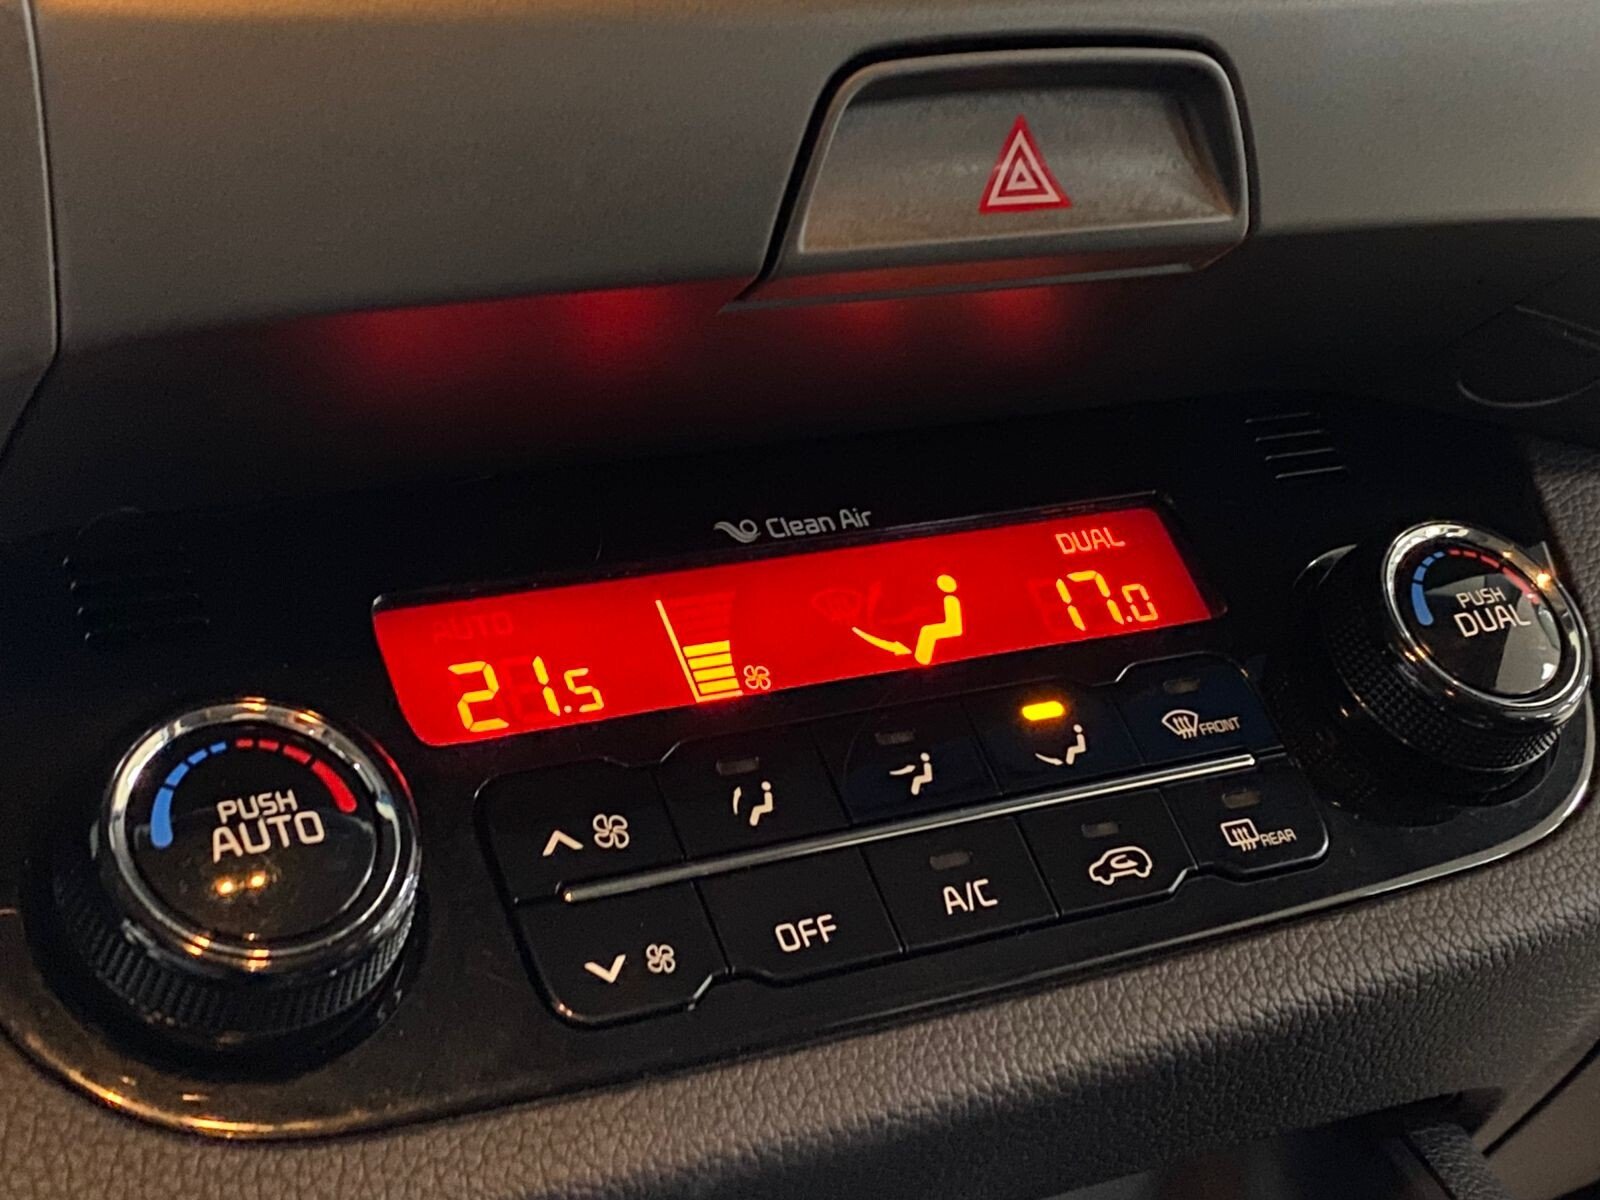 Clean Air
DUAL
AUTO
21.5
17.0
PUSH
DUAL
FRONT
PUSH
AUTO
REAR
A/C
OFF